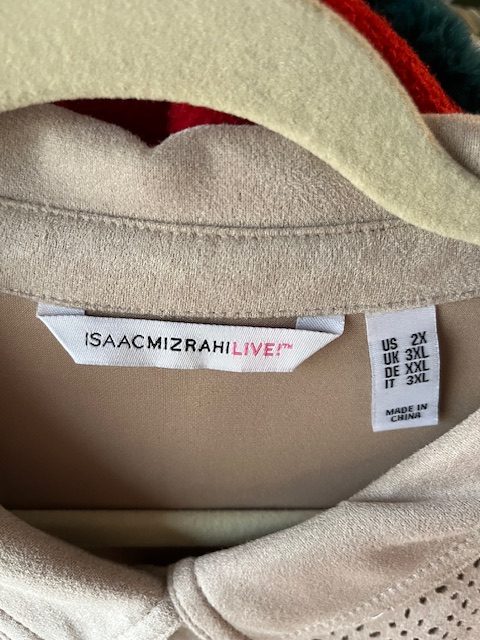 ISAACMIZRAHILIVE!™
US 2X
UK 3XL
DE XXL
IT 3XL
MADE IN
CHINA